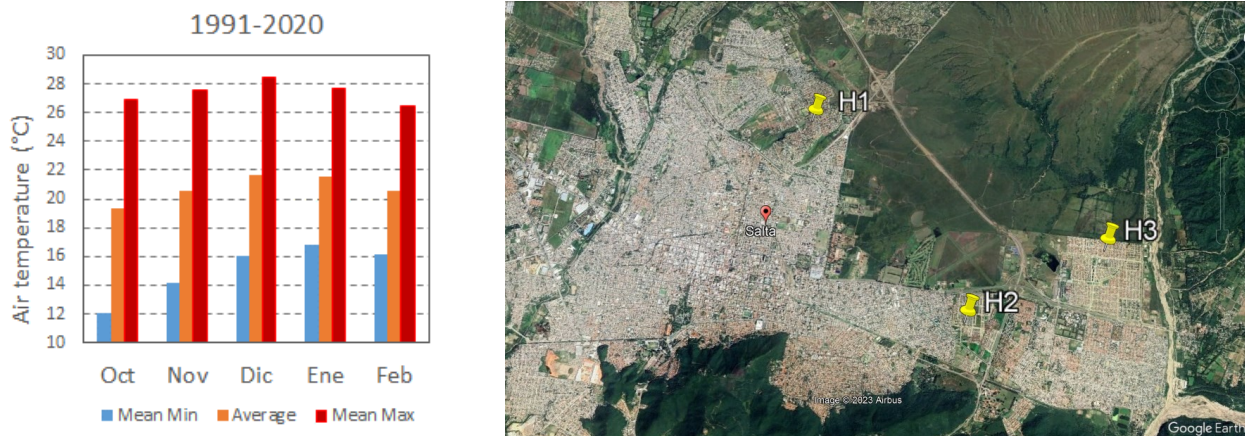 1991-2020
30
28
26
24
22
20
18
16
14
12
10
Air temperature (°C)
Oct Nov Dic Ene Feb
Mean Min Average Mean Max
H1
Salta
H3
H2
Image © 2023 Airbus
Google Earth